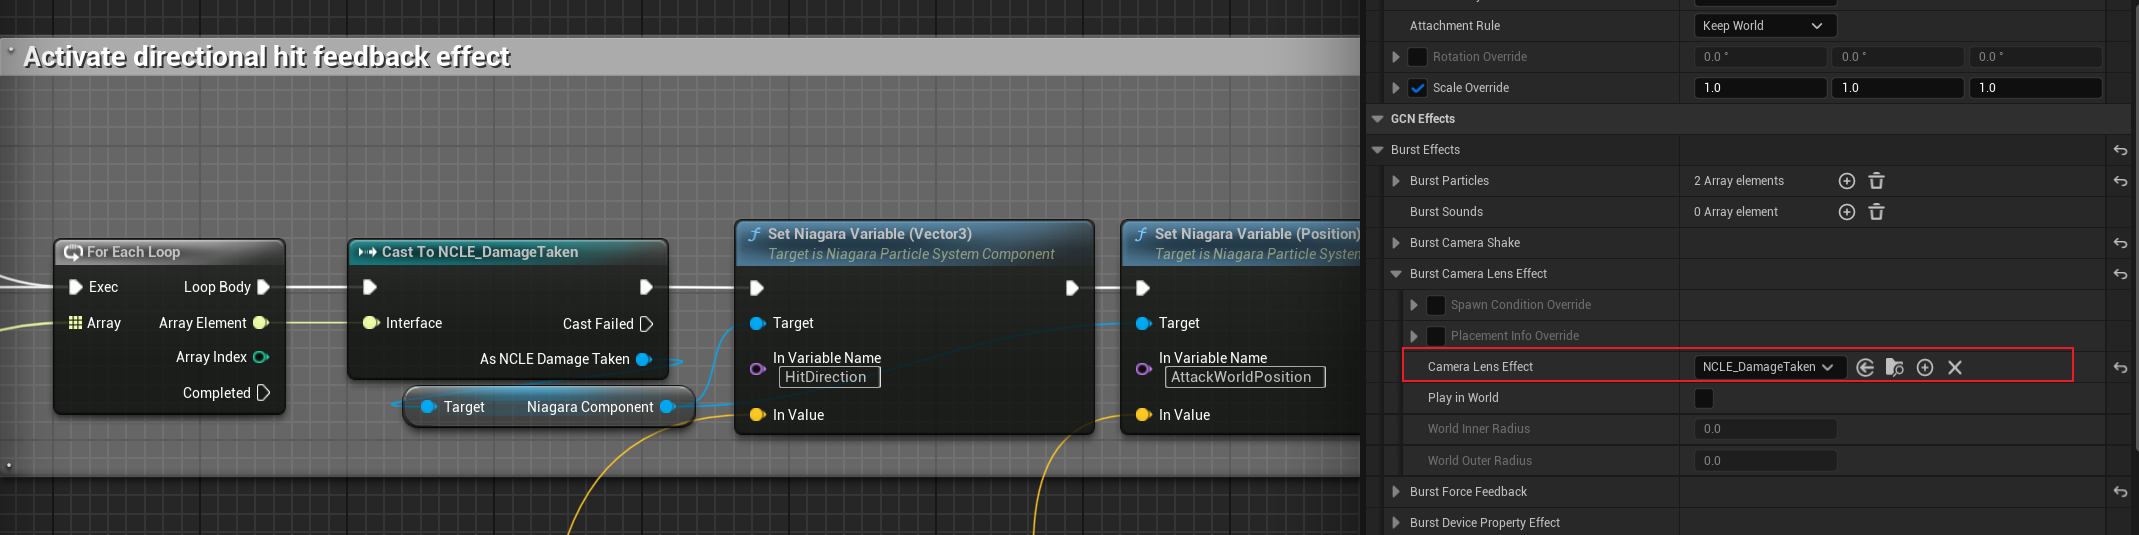 Activate directional hit feedback effect
For Each Loop
Exec
Loop Body
Array
Array Element
Array Index
Completed
Cast To NCLE_DamageTaken
Interface
Cast Failed
As NCLE Damage Taken
Target
Niagara Component
Set Niagara Variable (Vector3)
Target is Niagara Particle System Component
Target
In Variable Name
HitDirection
In Value
Set Niagara Variable (Position)
Target is Niagara Particle System
Target
In Variable Name
AttackWorldPosition
In Value
Attachment Rule
Keep World
Rotation Override
0.0 °
0.0 °
0.0 °
Scale Override
1.0
1.0
1.0
GCN Effects
Burst Effects
Burst Particles
2 Array elements
Burst Sounds
0 Array element
Burst Camera Shake
Burst Camera Lens Effect
Spawn Condition Override
Placement Info Override
Camera Lens Effect
NCLE_DamageTaken
Play in World
World Inner Radius
0.0
World Outer Radius
0.0
Burst Force Feedback
Burst Device Property Effect